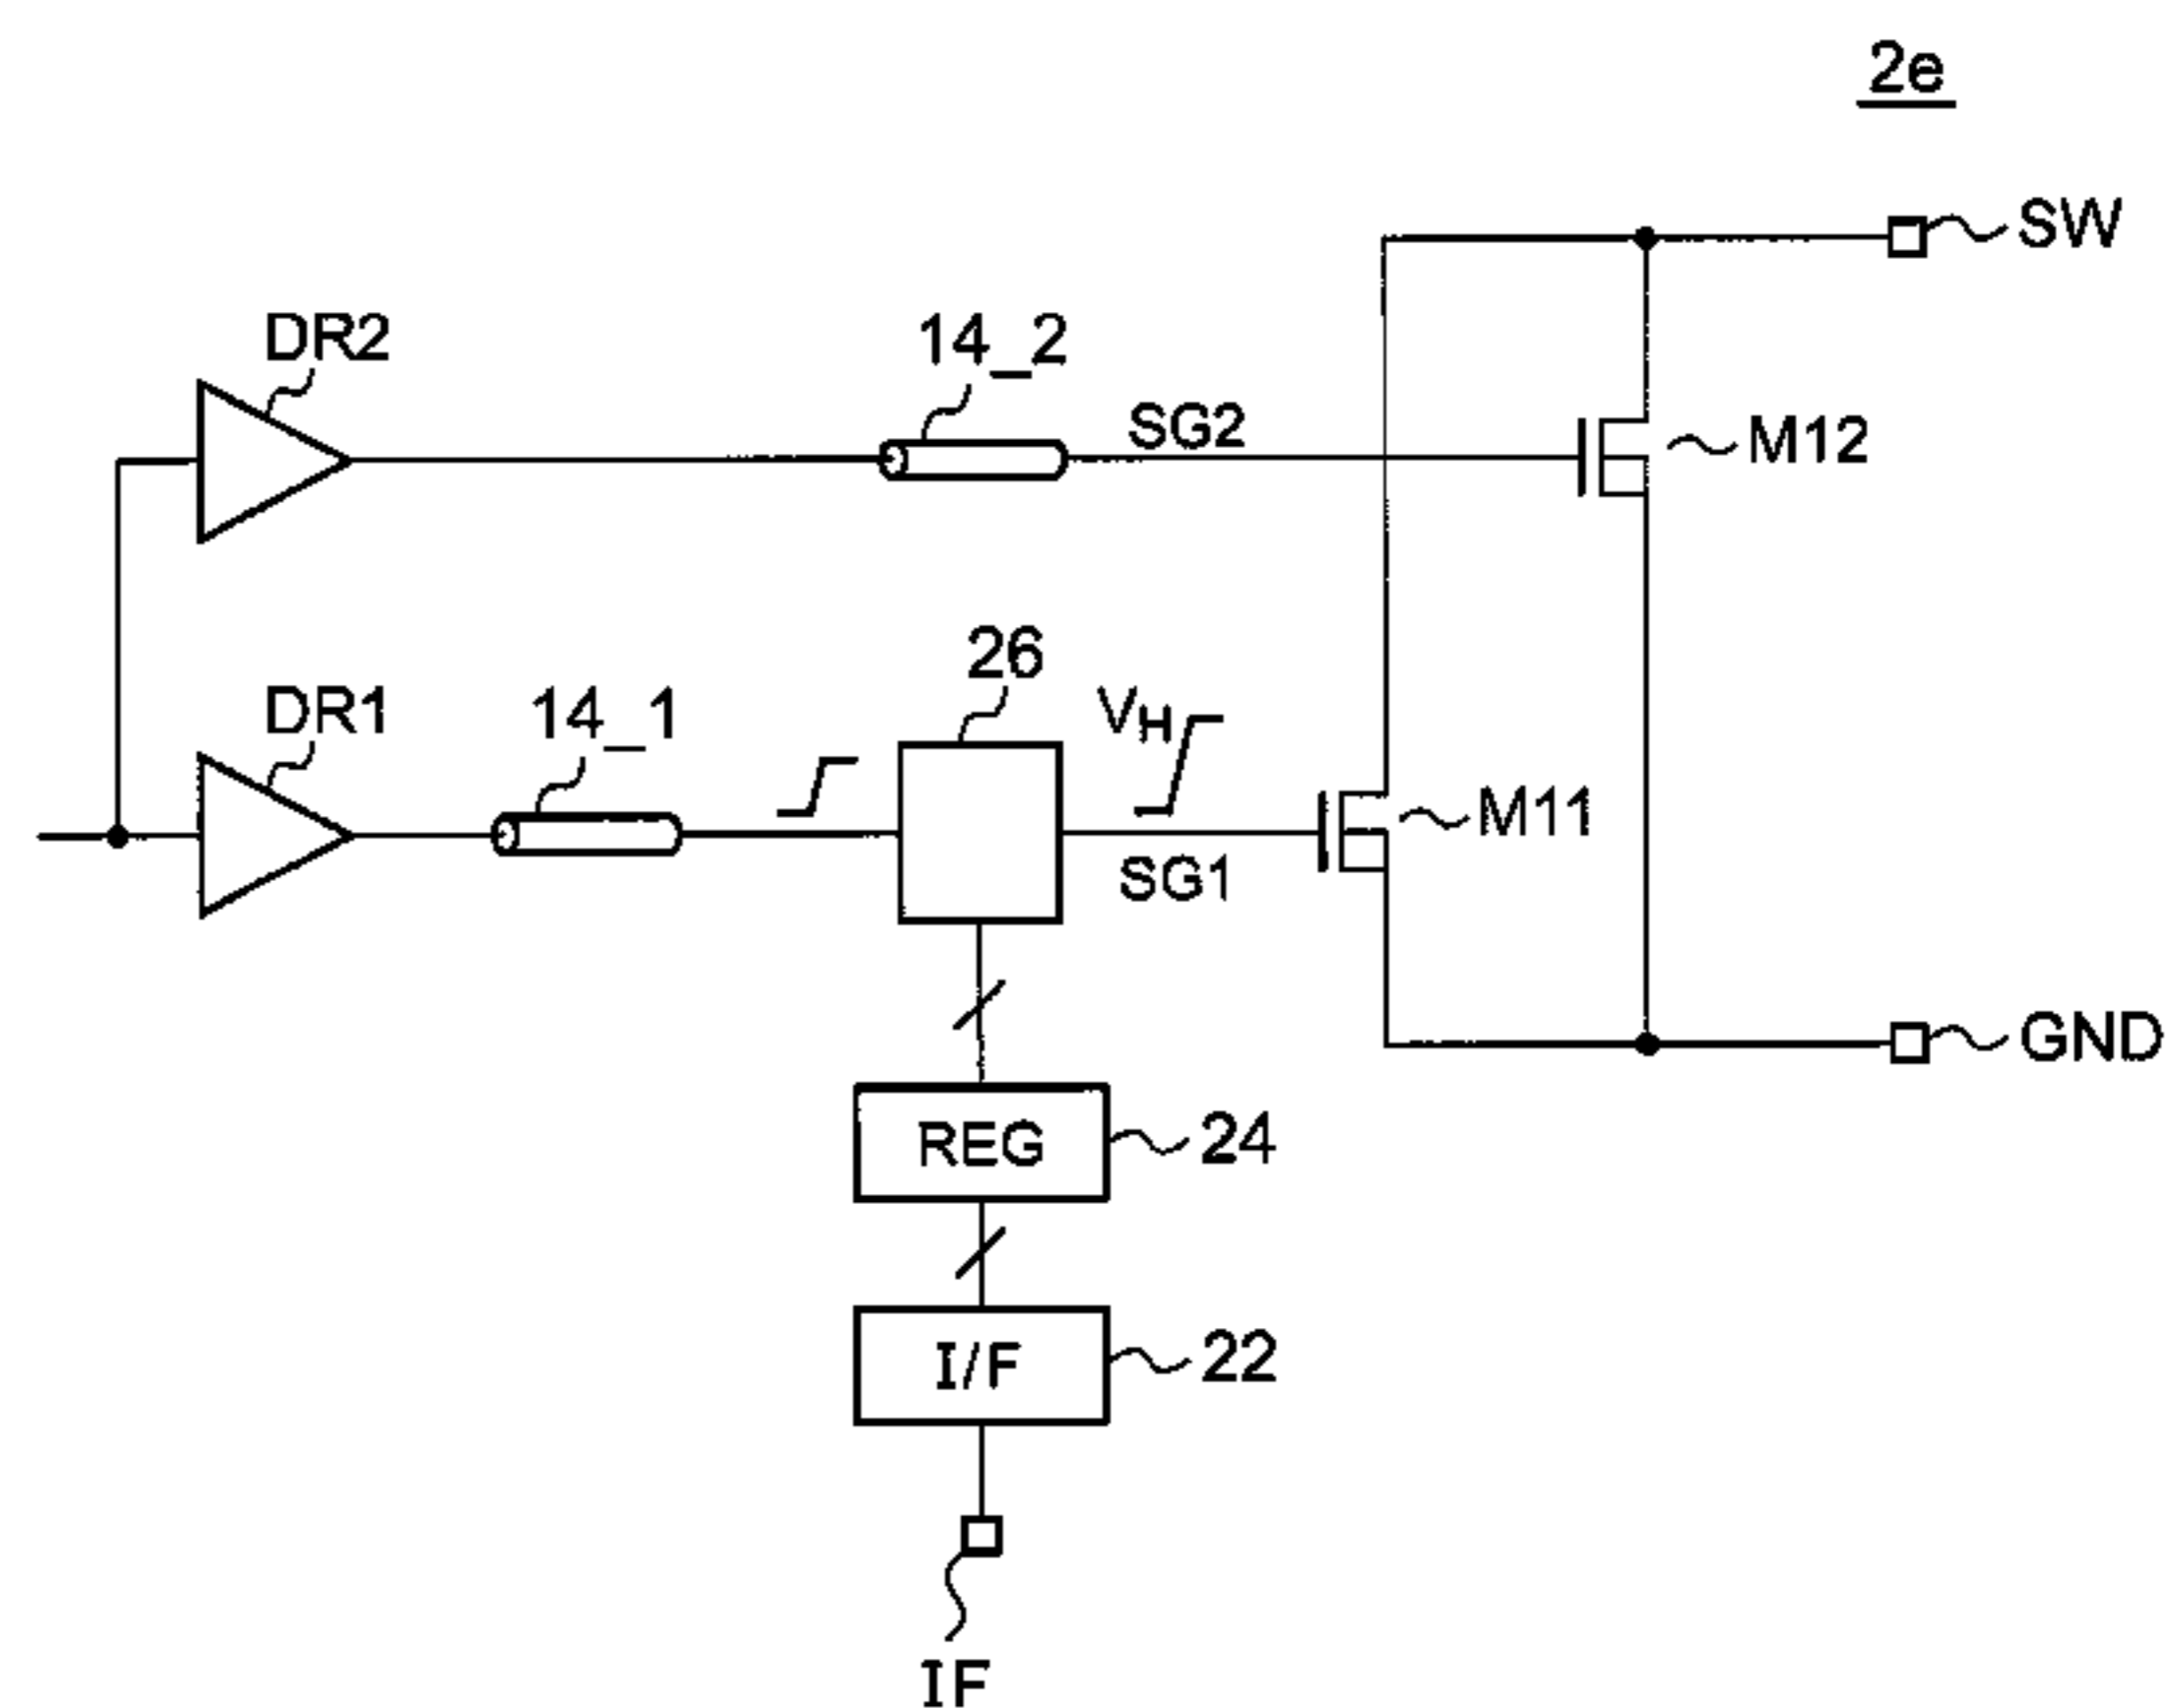 2e
SW
DR2
14_2
SG2
M12
26
DR1
14_1
VH
M11
SG1
GND
REG
24
I/F
22
IF